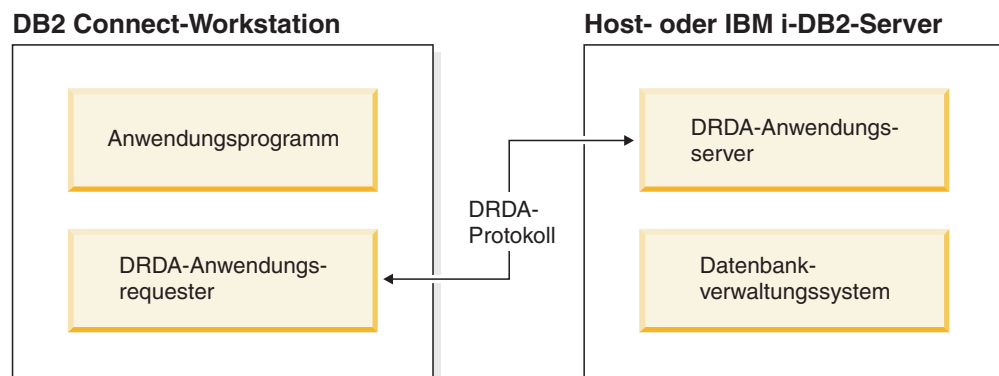 DB2 Connect-Workstation
Host- oder IBM i-DB2-Server
Anwendungsprogramm
DRDA-Anwendungs-
requester
DRDA-
Protokoll
DRDA-Anwendungs-
server
Datenbank-
verwaltungssystem